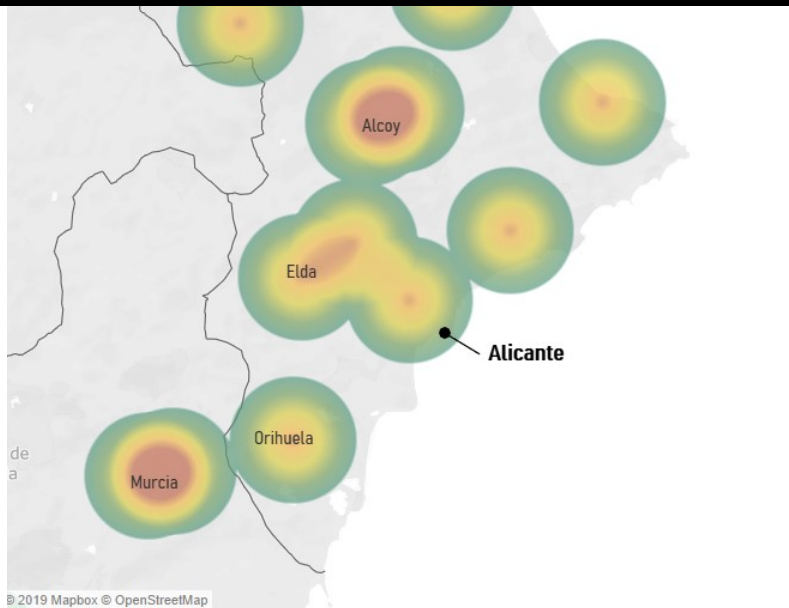 Alcoy
Elda
Alicante
Orihuela
de
a
Murcia
© 2019 Mapbox © OpenStreetMap